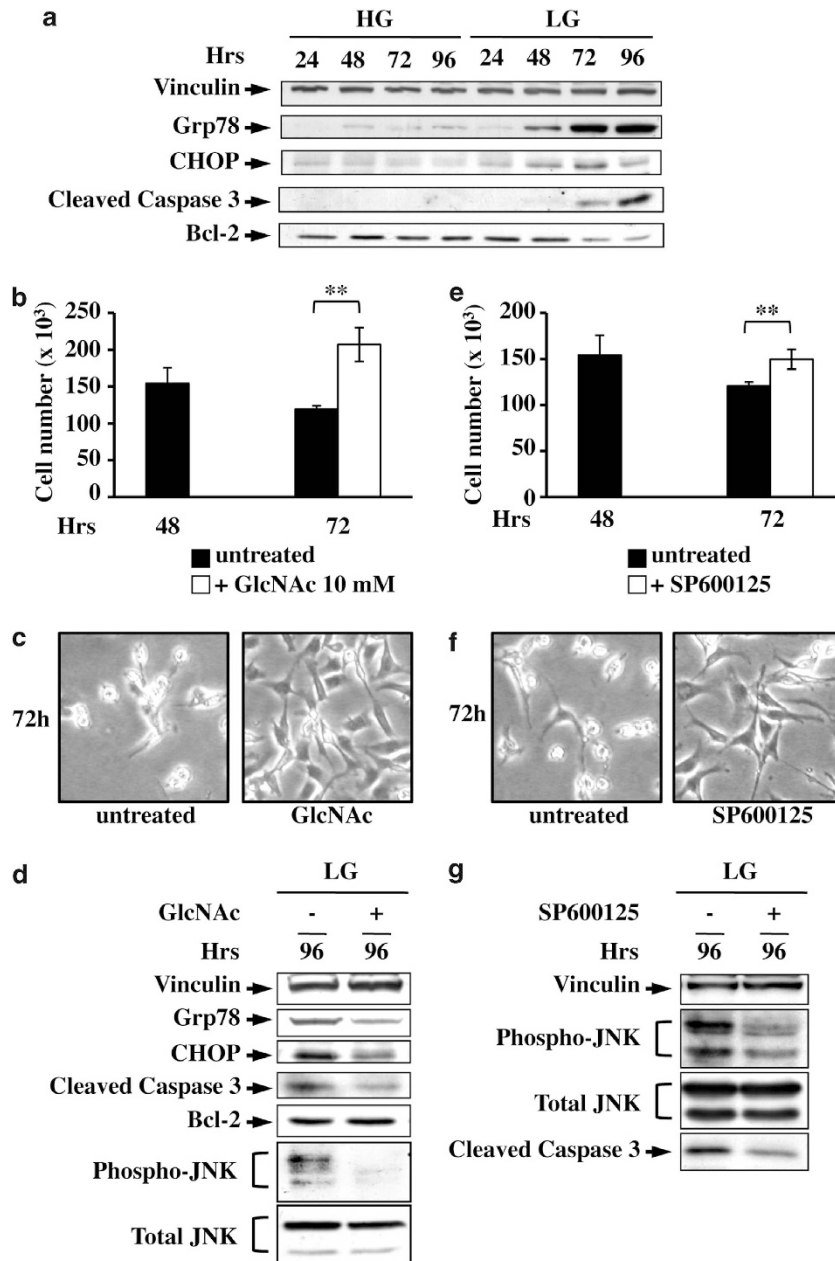 a
HG LG
Hrs 24 48 72 96 24 48 72 96
Vinculin
Grp78
CHOP
Cleaved Caspase 3
Bcl-2
b
Cell number (x 10³)
250
200
150
100
50
0
**
Hrs 48 72
untreated
+ GlcNAc 10 mM
e
Cell number (x 10³)
200
150
100
50
0
**
Hrs 48 72
untreated
+ SP600125
c
72h
untreated GlcNAc
f
72h
untreated SP600125
d
LG
GlcNAc - +
Hrs 96 96
Vinculin
Grp78
CHOP
Cleaved Caspase 3
Bcl-2
Phospho-JNK
Total JNK
g
LG
SP600125 - +
Hrs 96 96
Vinculin
Phospho-JNK
Total JNK
Cleaved Caspase 3